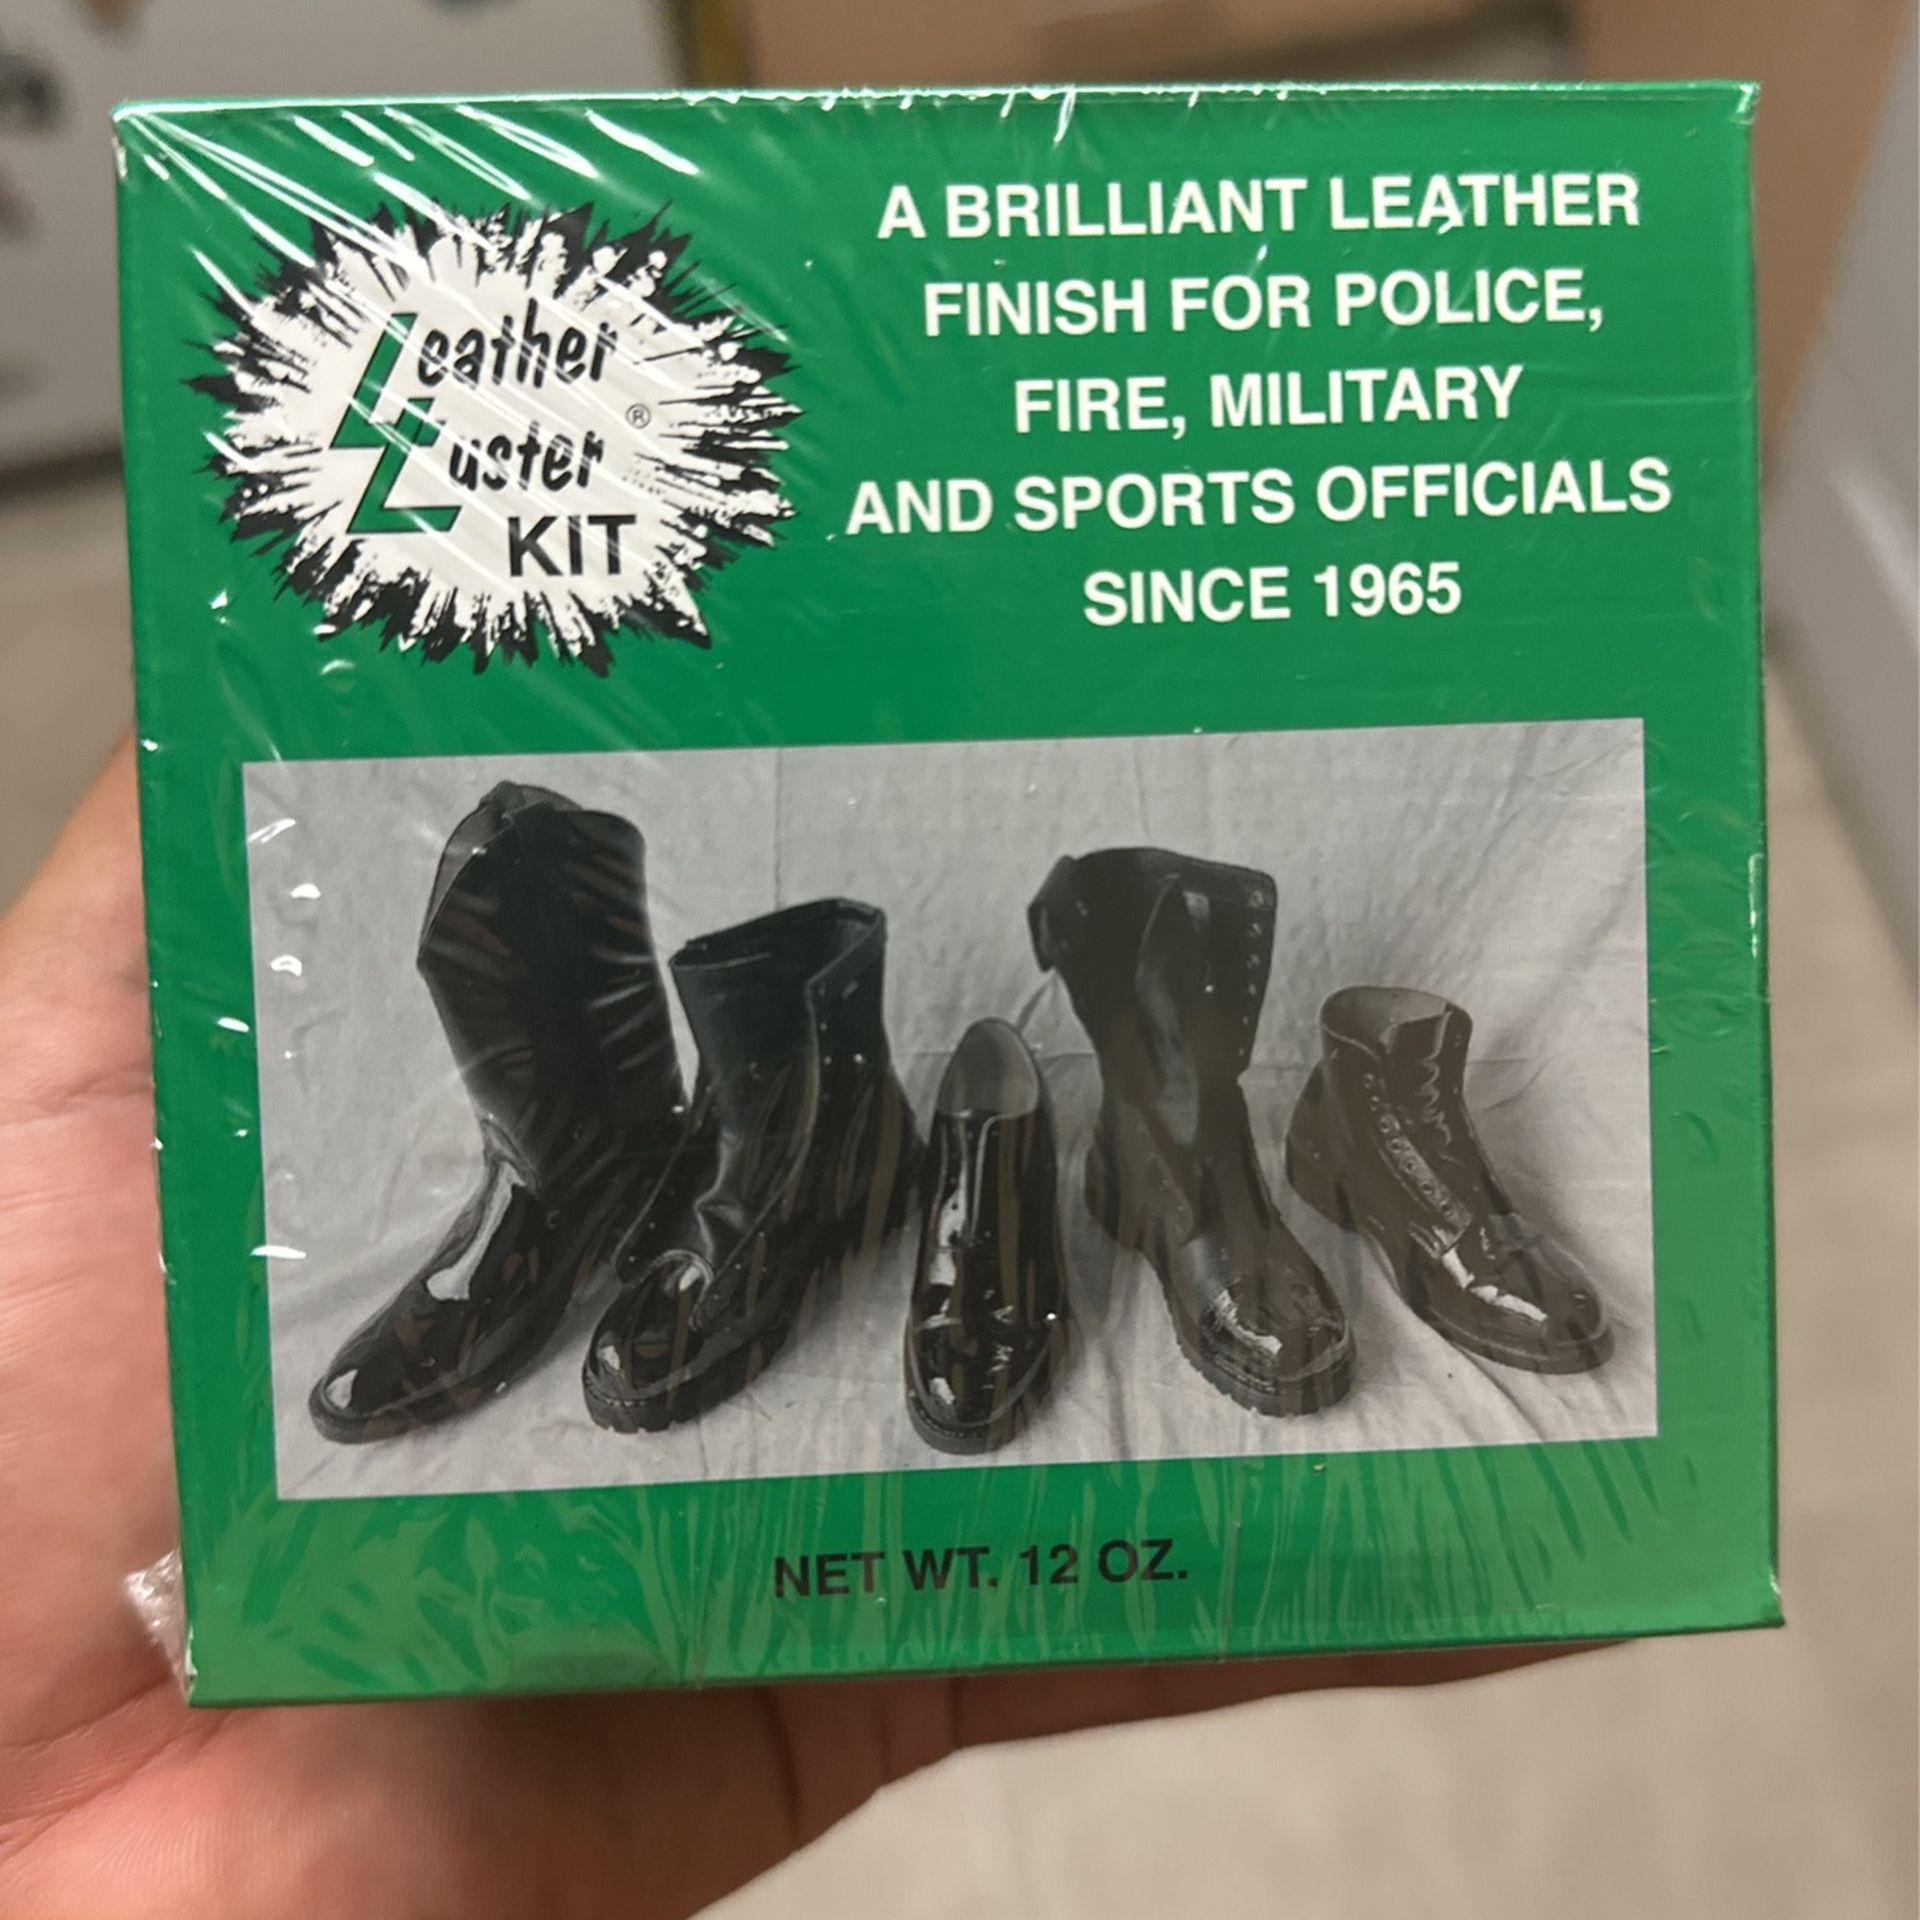 Leather
Luster®
KIT
A BRILLIANT LEATHER
FINISH FOR POLICE,
FIRE, MILITARY
AND SPORTS OFFICIALS
SINCE 1965
NET WT. 12 OZ.